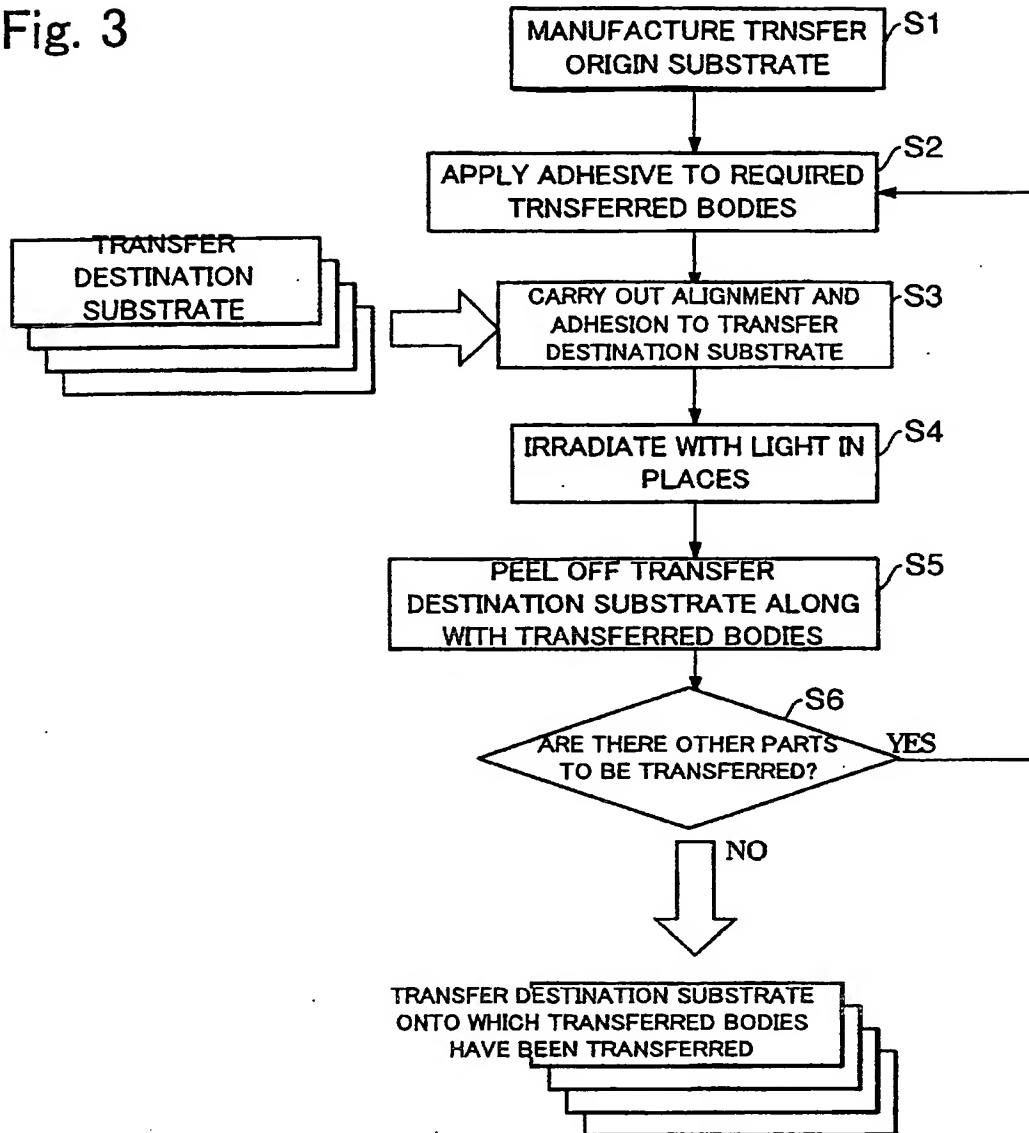 Fig. 3
MANUFACTURE TRNSFER
ORIGIN SUBSTRATE
S1
APPLY ADHESIVE TO REQUIRED
TRNSFERRED BODIES
S2
TRANSFER
DESTINATION
SUBSTRATE
CARRY OUT ALIGNMENT AND
ADHESION TO TRANSFER
DESTINATION SUBSTRATE
S3
IRRADIATE WITH LIGHT IN
PLACES
S4
PEEL OFF TRANSFER
DESTINATION SUBSTRATE ALONG
WITH TRANSFERRED BODIES
S5
S6
ARE THERE OTHER PARTS
TO BE TRANSFERRED?
YES
NO
TRANSFER DESTINATION SUBSTRATE
ONTO WHICH TRANSFERRED BODIES
HAVE BEEN TRANSFERRED